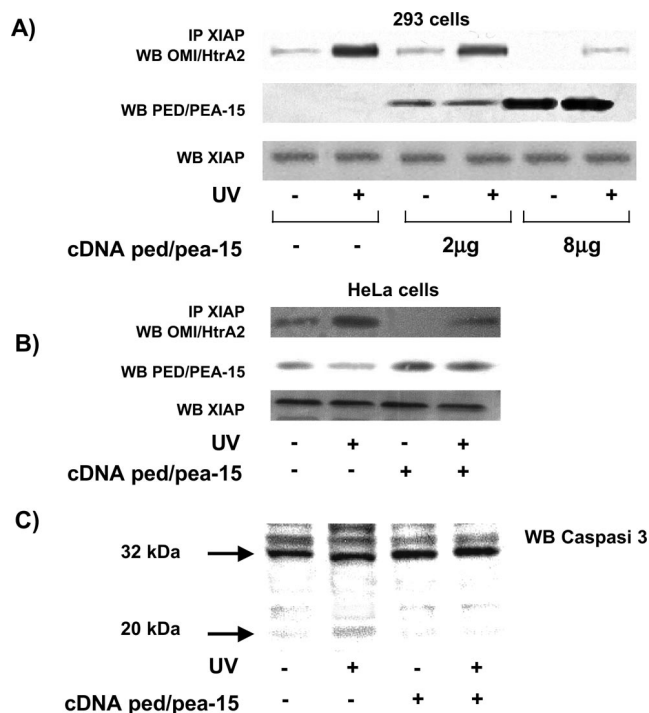 A)
293 cells
IP XIAP
WB OMI/HtrA2
WB PED/PEA-15
WB XIAP
UV - + - + - +
cDNA ped/pea-15 - - 2µg 8µg
HeLa cells
B)
IP XIAP
WB OMI/HtrA2
WB PED/PEA-15
WB XIAP
UV - + - +
cDNA ped/pea-15 - - + +
C)
WB Caspasi 3
32 kDa
20 kDa
UV - + - +
cDNA ped/pea-15 - - + +